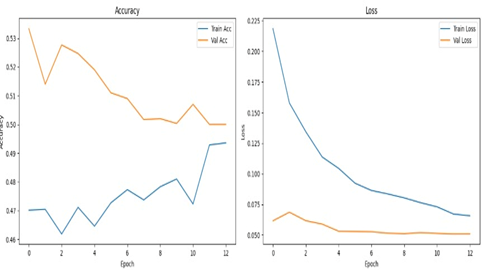 Accuracy
Train Acc
Val Acc
0.53
0.52
0.51
0.50
0.49
0.48
0.47
0.46
Accuracy
0 2 4 6 8 10 12
Epoch
Loss
Train Loss
Val Loss
0.225
0.200
0.175
0.150
0.125
0.100
0.075
0.050
Loss
0 2 4 6 8 10 12
Epoch